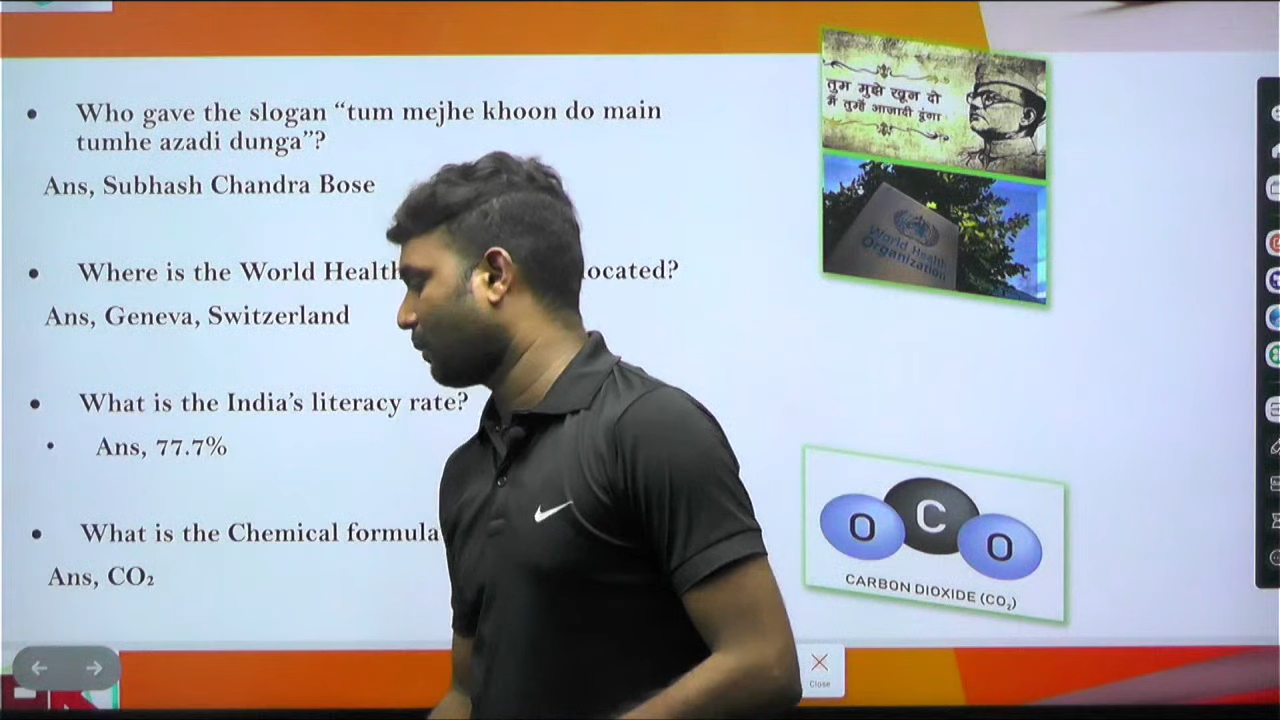 Who gave the slogan “tum mejhe khoon do main
tumhe azadi dunga”?
Ans, Subhash Chandra Bose
Where is the World Health located?
Ans, Geneva, Switzerland
What is the India’s literacy rate?
Ans, 77.7%
What is the Chemical formula
Ans, CO₂
तुम मुझे खून दो
मैं तुम्हें आजादी दूंगा
World Health
Organization
O C O
CARBON DIOXIDE (CO₂)
Close